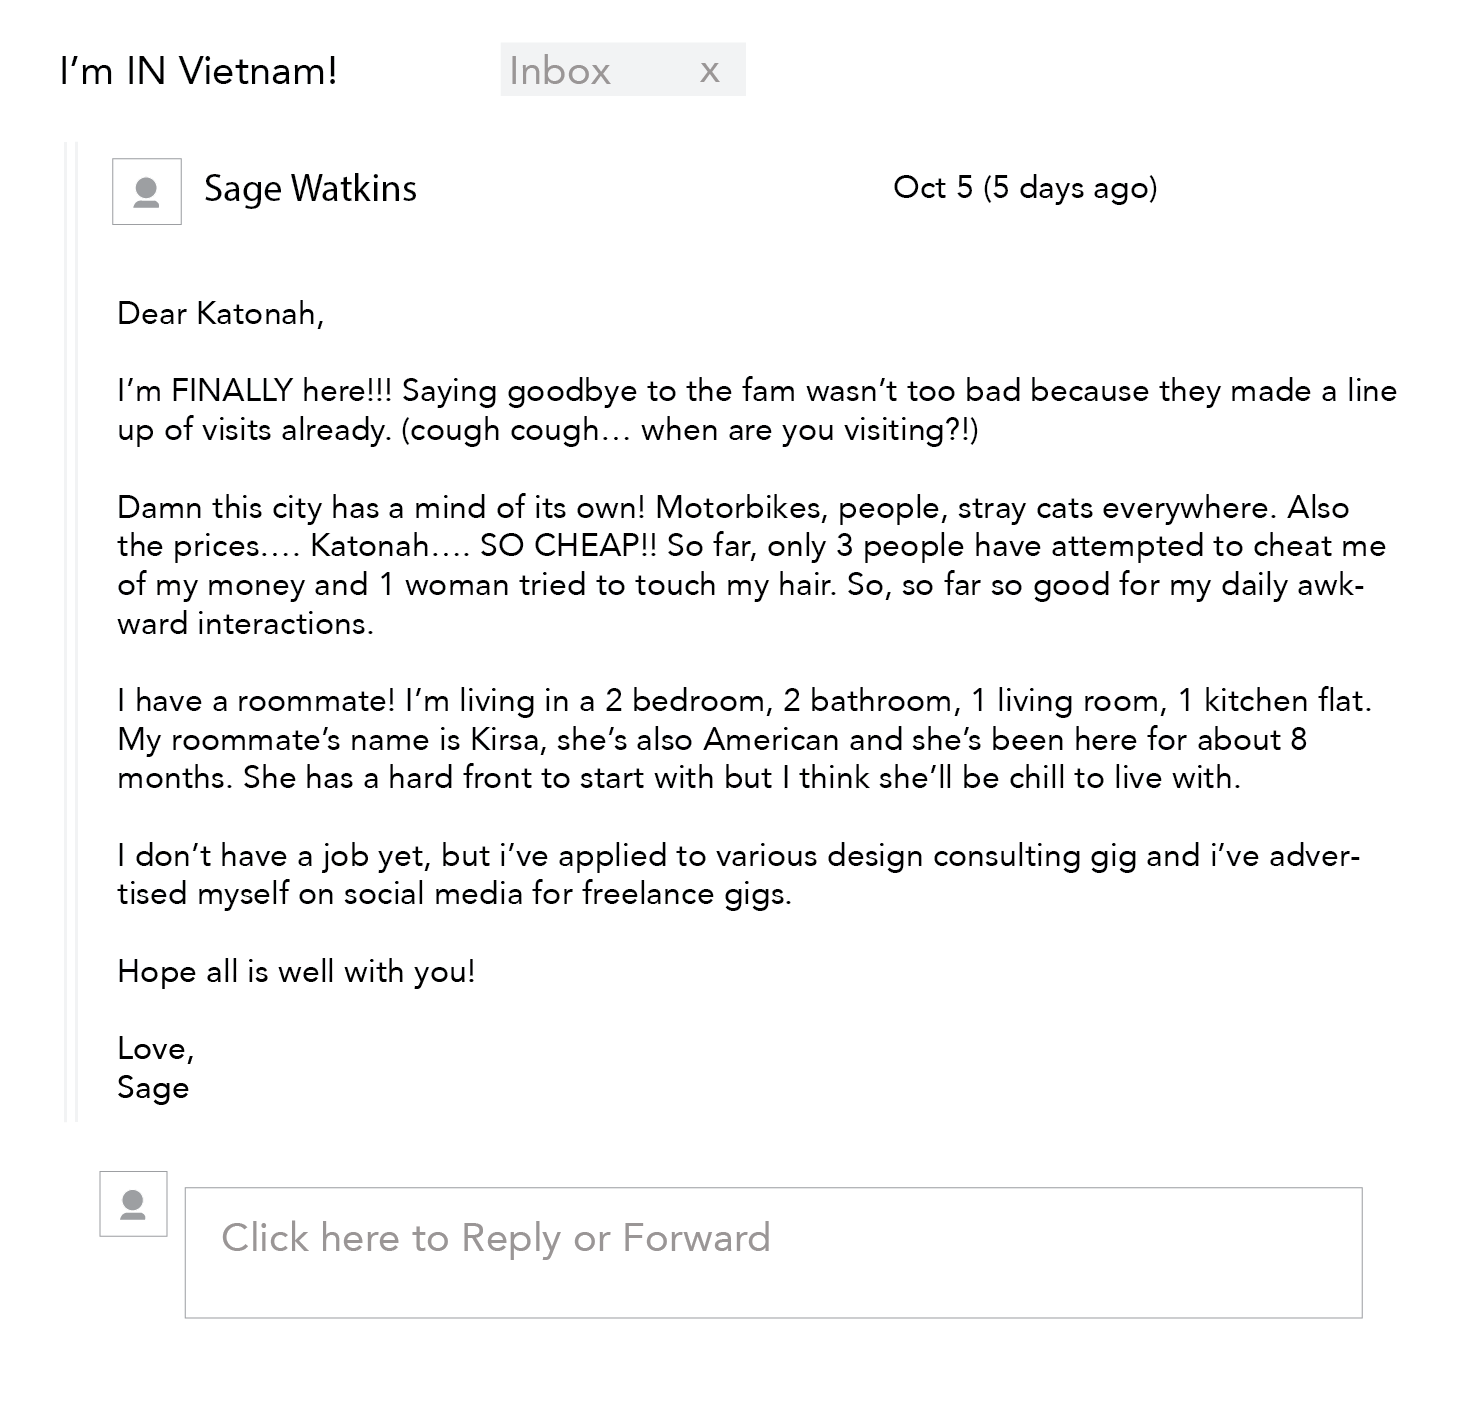 I’m IN Vietnam!
Inbox x
Sage Watkins
Oct 5 (5 days ago)
Dear Katonah,
I’m FINALLY here!!! Saying goodbye to the fam wasn’t too bad because they made a line
up of visits already. (cough cough… when are you visiting?!)
Damn this city has a mind of its own! Motorbikes, people, stray cats everywhere. Also
the prices…. Katonah…. SO CHEAP!! So far, only 3 people have attempted to cheat me
of my money and 1 woman tried to touch my hair. So, so far so good for my daily awk-
ward interactions.
I have a roommate! I’m living in a 2 bedroom, 2 bathroom, 1 living room, 1 kitchen flat.
My roommate’s name is Kirsa, she’s also American and she’s been here for about 8
months. She has a hard front to start with but I think she’ll be chill to live with.
I don’t have a job yet, but i’ve applied to various design consulting gig and i’ve adver-
tised myself on social media for freelance gigs.
Hope all is well with you!
Love,
Sage
Click here to Reply or Forward